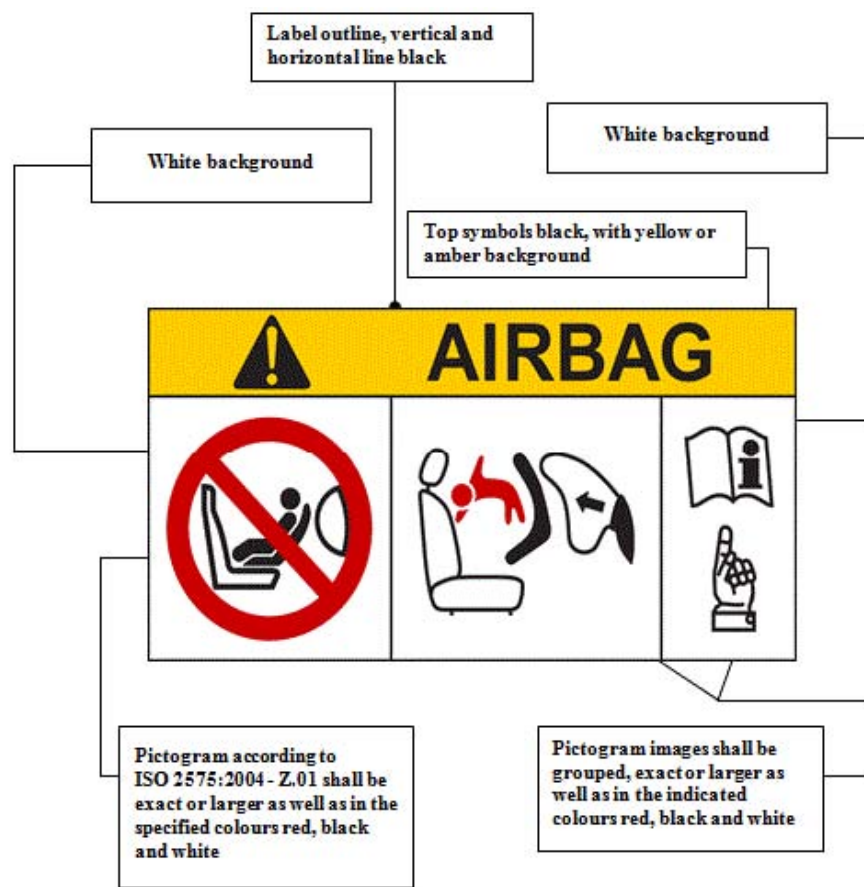 Label outline, vertical and
horizontal line black
White background
White background
Top symbols black, with yellow or
amber background
AIRBAG
Pictogram according to
ISO 2575:2004 - Z.01 shall be
exact or larger as well as in the
specified colours red, black
and white
Pictogram images shall be
grouped, exact or larger as
well as in the indicated
colours red, black and white